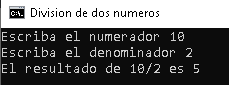 C:\. Division de dos numeros
Escriba el numerador 10
Escriba el denominador 2
El resultado de 10/2 es 5